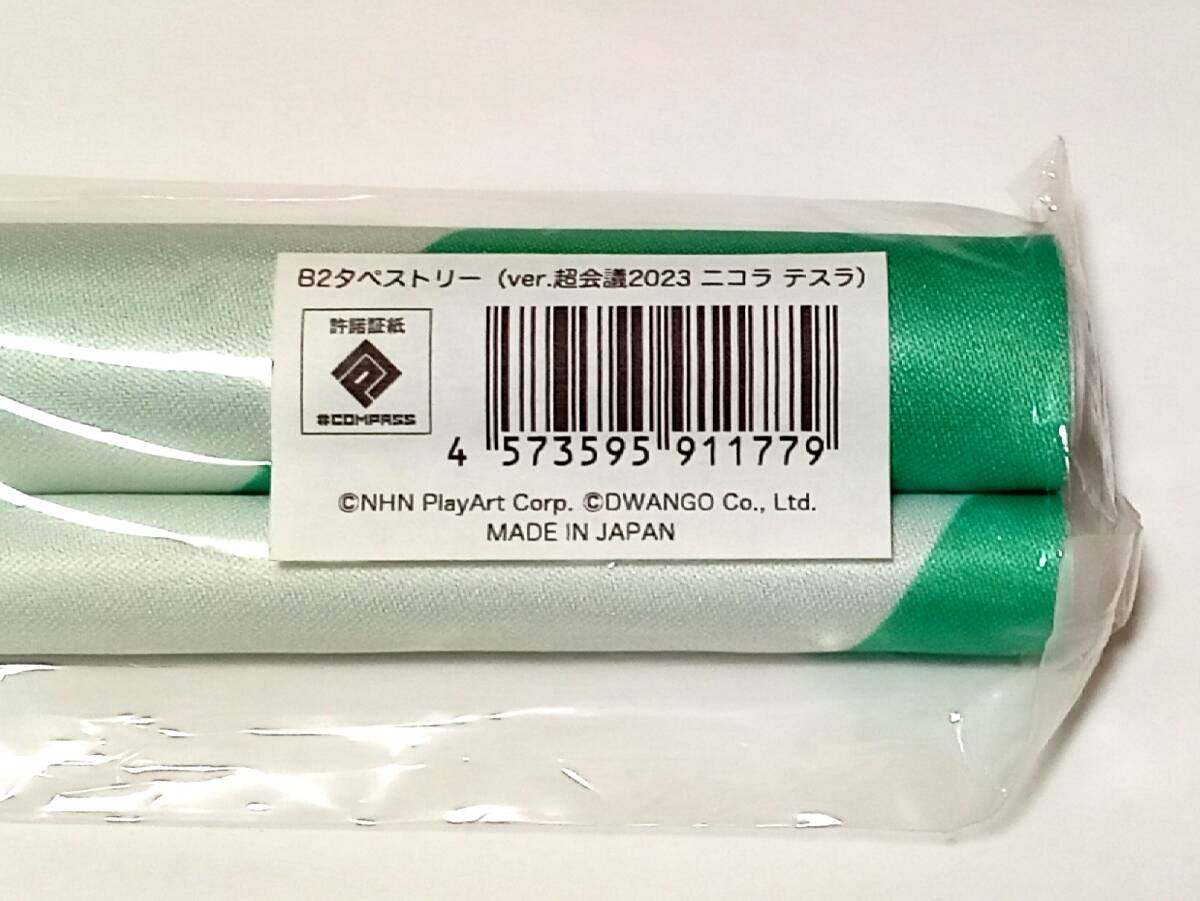 B2タペストリー（ver.超会議2023 ニコラ テスラ）
許諾証紙
#COMPASS
4 573595 911779
©NHN PlayArt Corp. ©DWANGO Co., Ltd.
MADE IN JAPAN